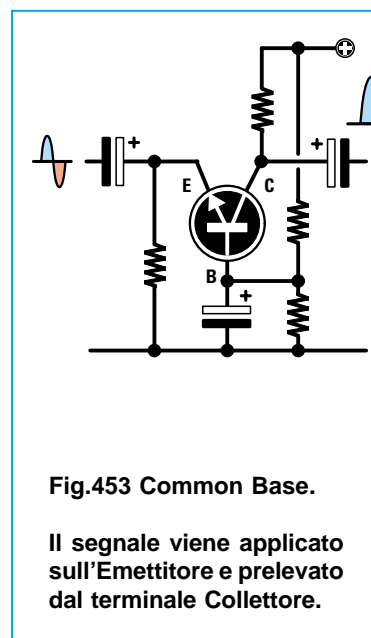 +
+
E
C
B
+
Fig.453 Common Base.
Il segnale viene applicato
sull'Emettitore e prelevato
dal terminale Collettore.